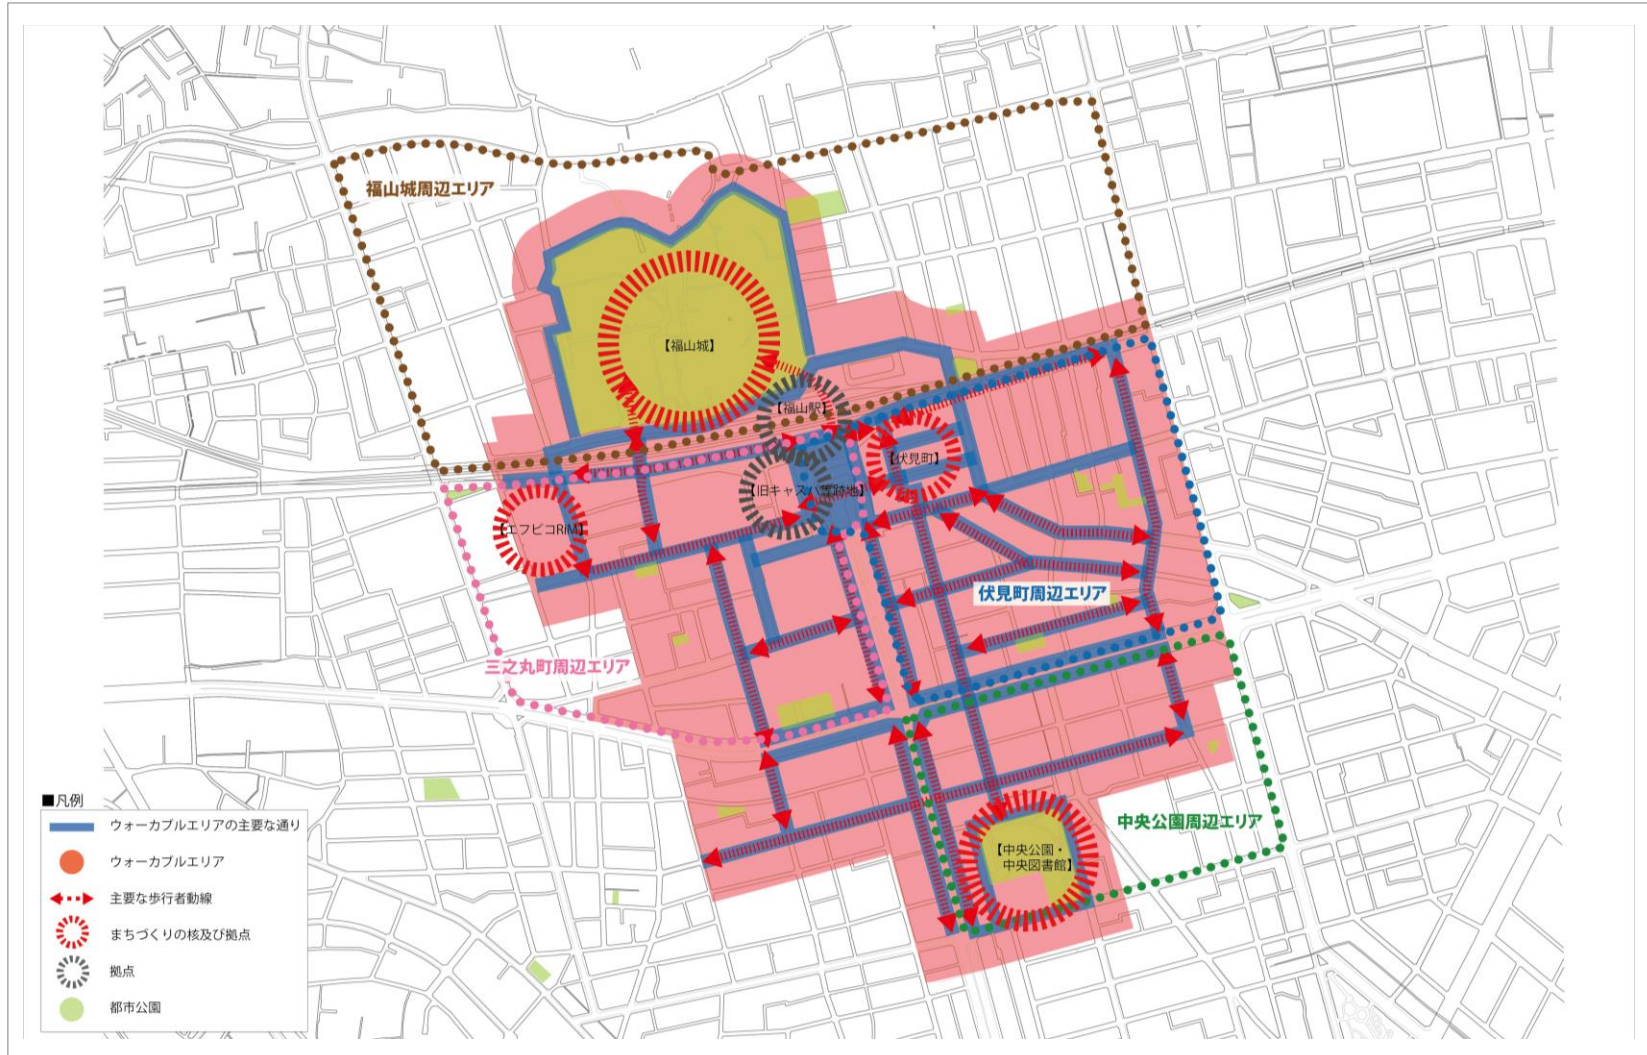 福山城周辺エリア
【福山城】
【福山駅】
【伏見町】
【旧キャスパ等跡地】
【エフピコRiM】
伏見町周辺エリア
三之丸町周辺エリア
中央公園周辺エリア
【中央公園・
中央図書館】
■凡例
ウォーカブルエリアの主要な通り
ウォーカブルエリア
主要な歩行者動線
まちづくりの核及び拠点
拠点
都市公園